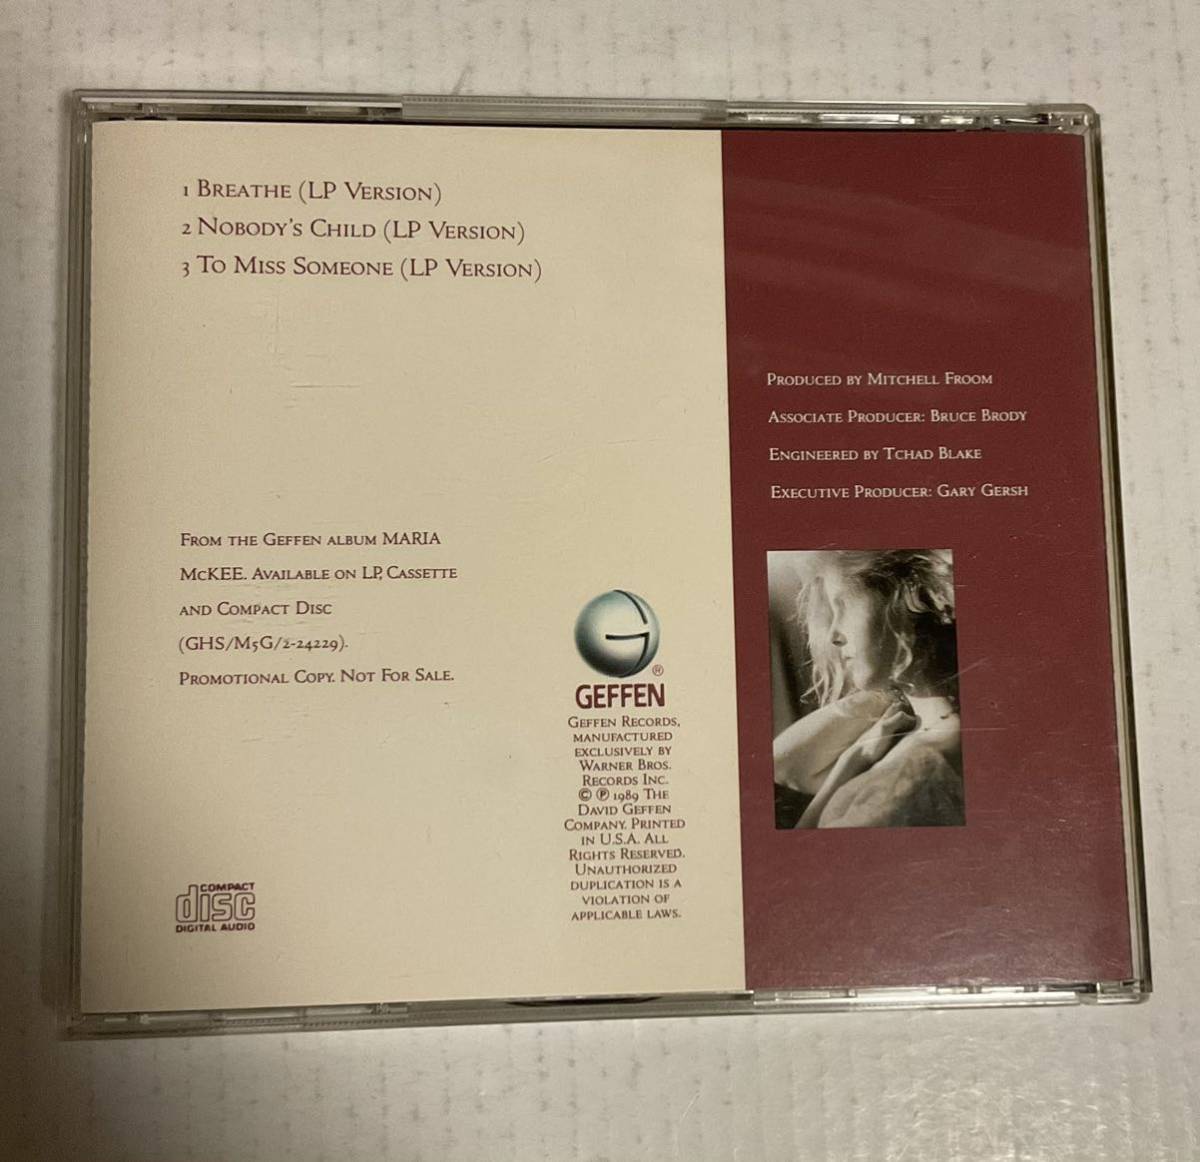 1 Breathe (LP Version)
2 Nobody's Child (LP Version)
3 To Miss Someone (LP Version)
From the Geffen album MARIA
McKEE. Available on LP, Cassette
and Compact Disc
(GHS/M5G/2-24229).
Promotional Copy. Not For Sale.
COMPACT
disc
DIGITAL AUDIO
G
®
GEFFEN
Geffen Records,
manufactured
exclusively by
Warner Bros.
Records Inc.
© ℗ 1989 The
David Geffen
Company. Printed
in U.S.A. All
Rights Reserved.
Unauthorized
duplication is a
violation of
applicable laws.
Produced by Mitchell Froom
Associate Producer: Bruce Brody
Engineered by Tchad Blake
Executive Producer: Gary Gersh